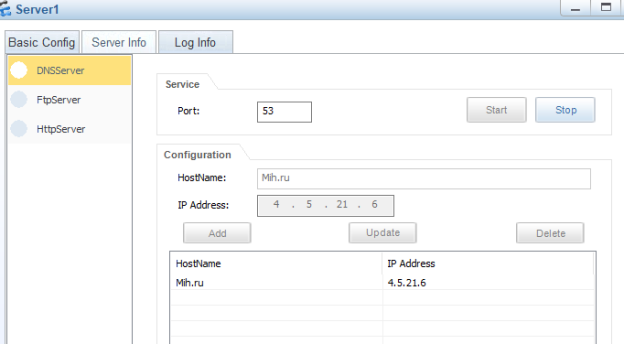 Server1
Basic Config Server Info Log Info
DNSServer
FtpServer
HttpServer
Service
Port: 53 Start Stop
Configuration
HostName: Mih.ru
IP Address: 4 . 5 . 21 . 6
Add Update Delete
HostName IP Address
Mih.ru 4.5.21.6